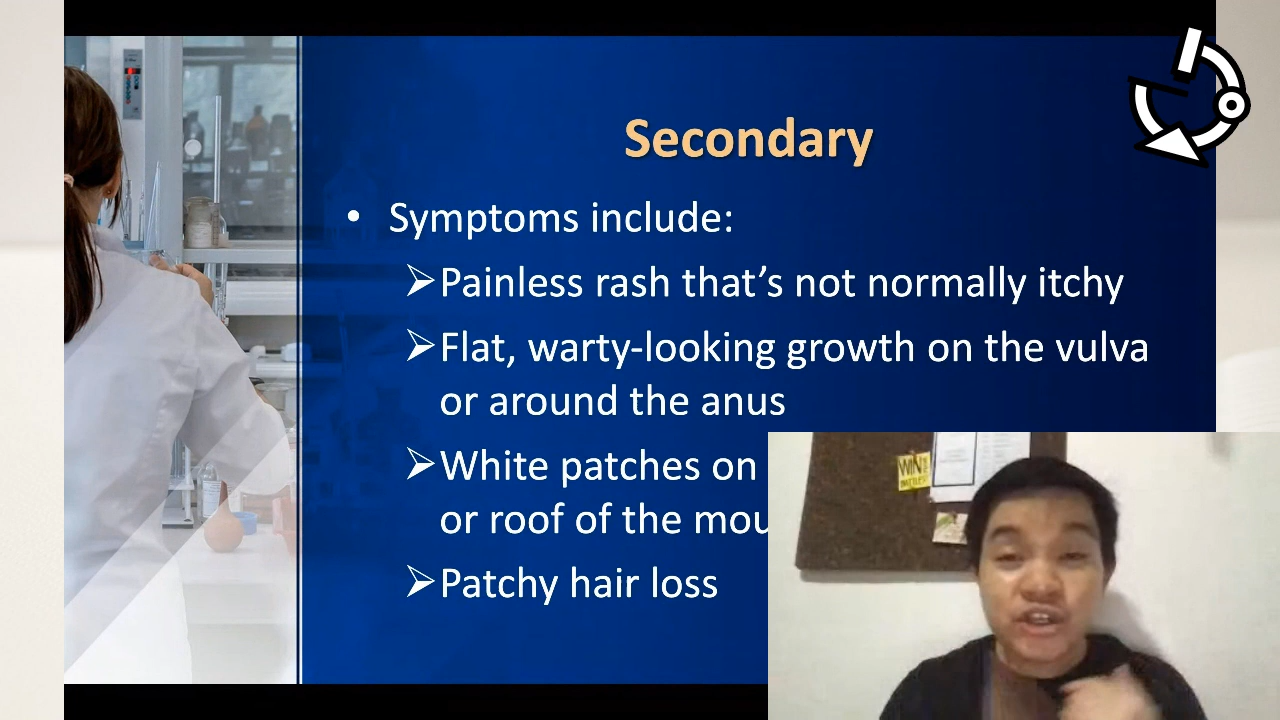 Secondary
• Symptoms include:
➢Painless rash that's not normally itchy
➢Flat, warty-looking growth on the vulva
or around the anus
➢White patches on
or roof of the mou
➢Patchy hair loss
WIN